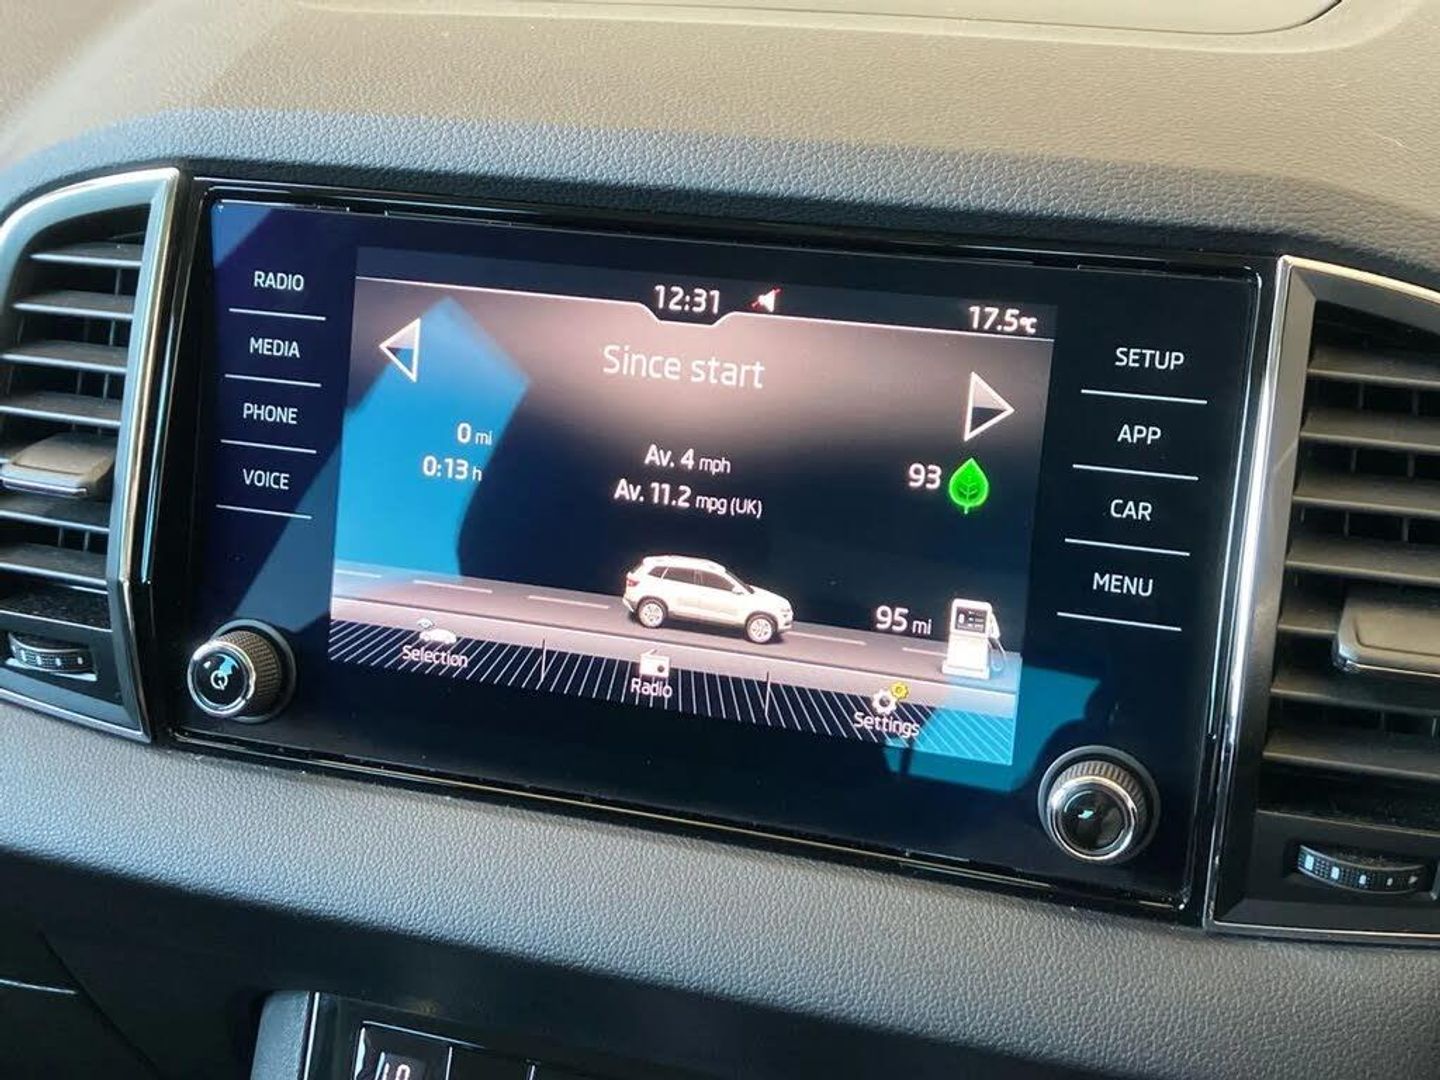 RADIO
MEDIA
PHONE
VOICE
12:31
17.5°C
Since start
0 mi
0:13 h
Av. 4 mph
Av. 11.2 mpg (UK)
93
95 mi
Selection
Radio
Settings
SETUP
APP
CAR
MENU